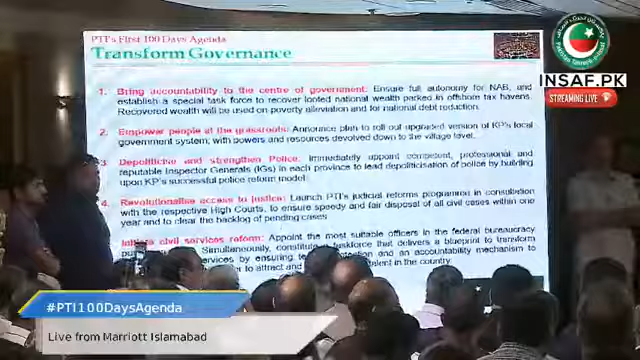 PTI's First 100 Days Agenda
Transform Governance
1. Bring accountability to the centre of government: Ensure full autonomy for NAB, and
establish a special task force to recover looted national wealth parked in offshore tax havens.
Recovered wealth will be used on poverty alleviation and for national debt reduction.
2. Empower people at the grassroots: Announce plan to roll out upgraded version of KP's local
government system, with powers and resources devolved down to the village level.
3 Depoliticise and strengthen Police: Immediately appoint competent, professional and
reputable Inspector Generals (IGs) in each province to lead depoliticisation of police by building
upon KP's successful police reform model.
4. Revolutionalise access to justice: Launch PTI's judicial reforms programme in consultation
with the respective High Courts, to ensure speedy and fair disposal of all civil cases within one
year and to clear the backlog of pending cases
Initiate civil services reform: Appoint the most suitable officers in the federal bureaucracy
Simultaneously, constitute a taskforce that delivers a blueprint to transform
services by ensuring and an accountability mechanism to
to attract and talent in the country.
INSAF.PK
STREAMING LIVE
#PTI100DaysAgenda
Live from Marriott Islamabad